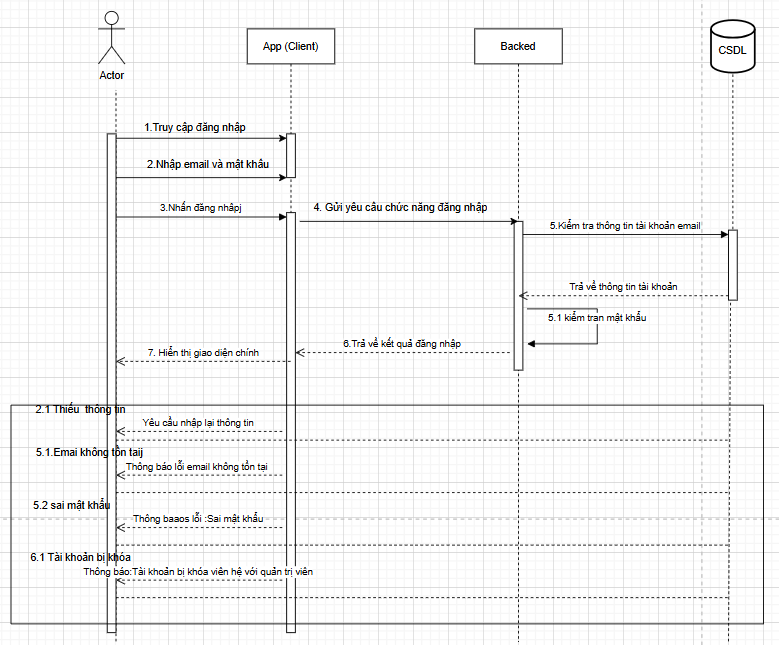 Actor
App (Client)
Backed
CSDL
1.Truy cập đăng nhập
2.Nhập email và mật khẩu
3.Nhấn đăng nhâpj
4. Gửi yêu cầu chức năng đăng nhập
5.Kiểm tra thông tin tài khoản email
Trả về thông tin tài khoản
5.1 kiểm tran mật khẩu
6.Trả về kết quả đăng nhập
7. Hiển thị giao diện chính
2.1 Thiếu thông tin
Yêu cầu nhập lại thông tin
5.1.Emai không tồn taij
Thông báo lỗi email không tồn tại
5.2 sai mật khẩu
Thông baaos lỗi :Sai mật khẩu
6.1 Tài khoản bị khóa
Thông báo:Tài khoản bị khóa viên hệ với quản trị viên